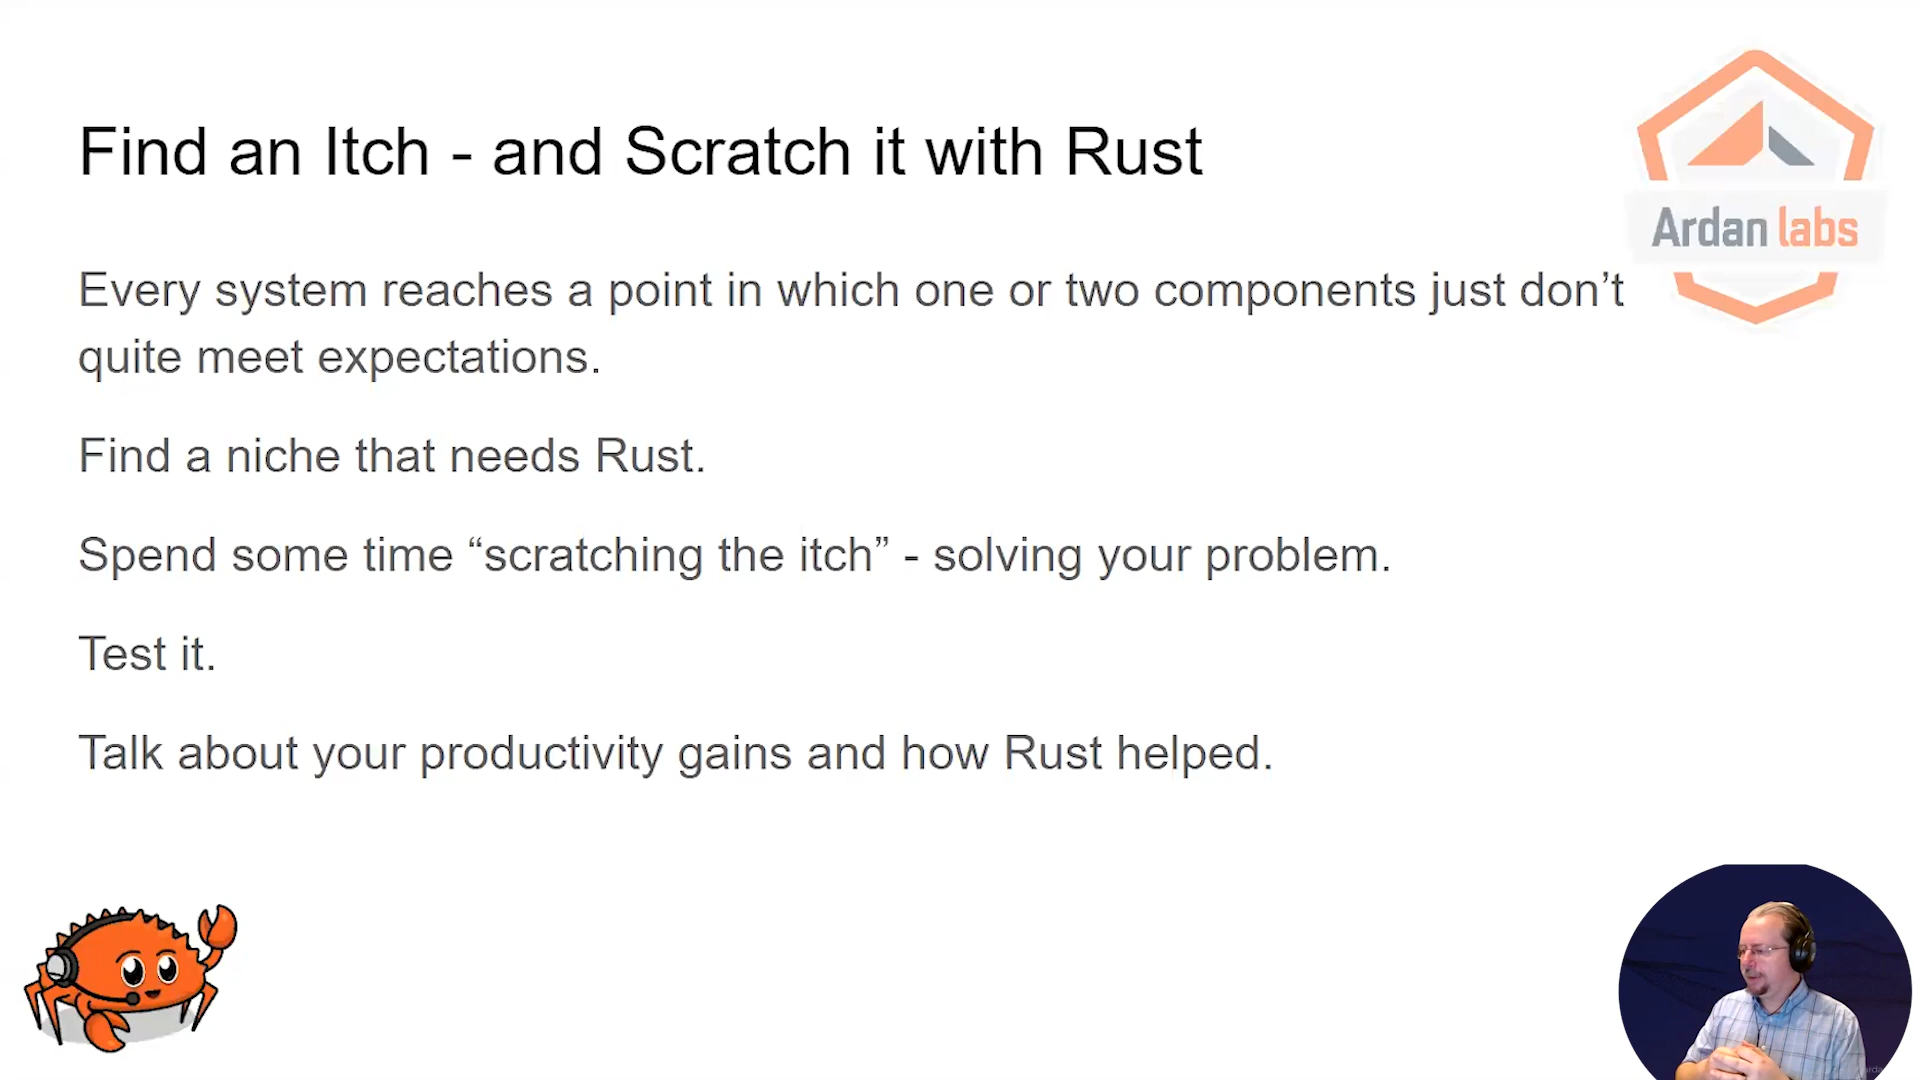 Find an Itch - and Scratch it with Rust
Ardan labs
Every system reaches a point in which one or two components just don’t
quite meet expectations.
Find a niche that needs Rust.
Spend some time “scratching the itch” - solving your problem.
Test it.
Talk about your productivity gains and how Rust helped.